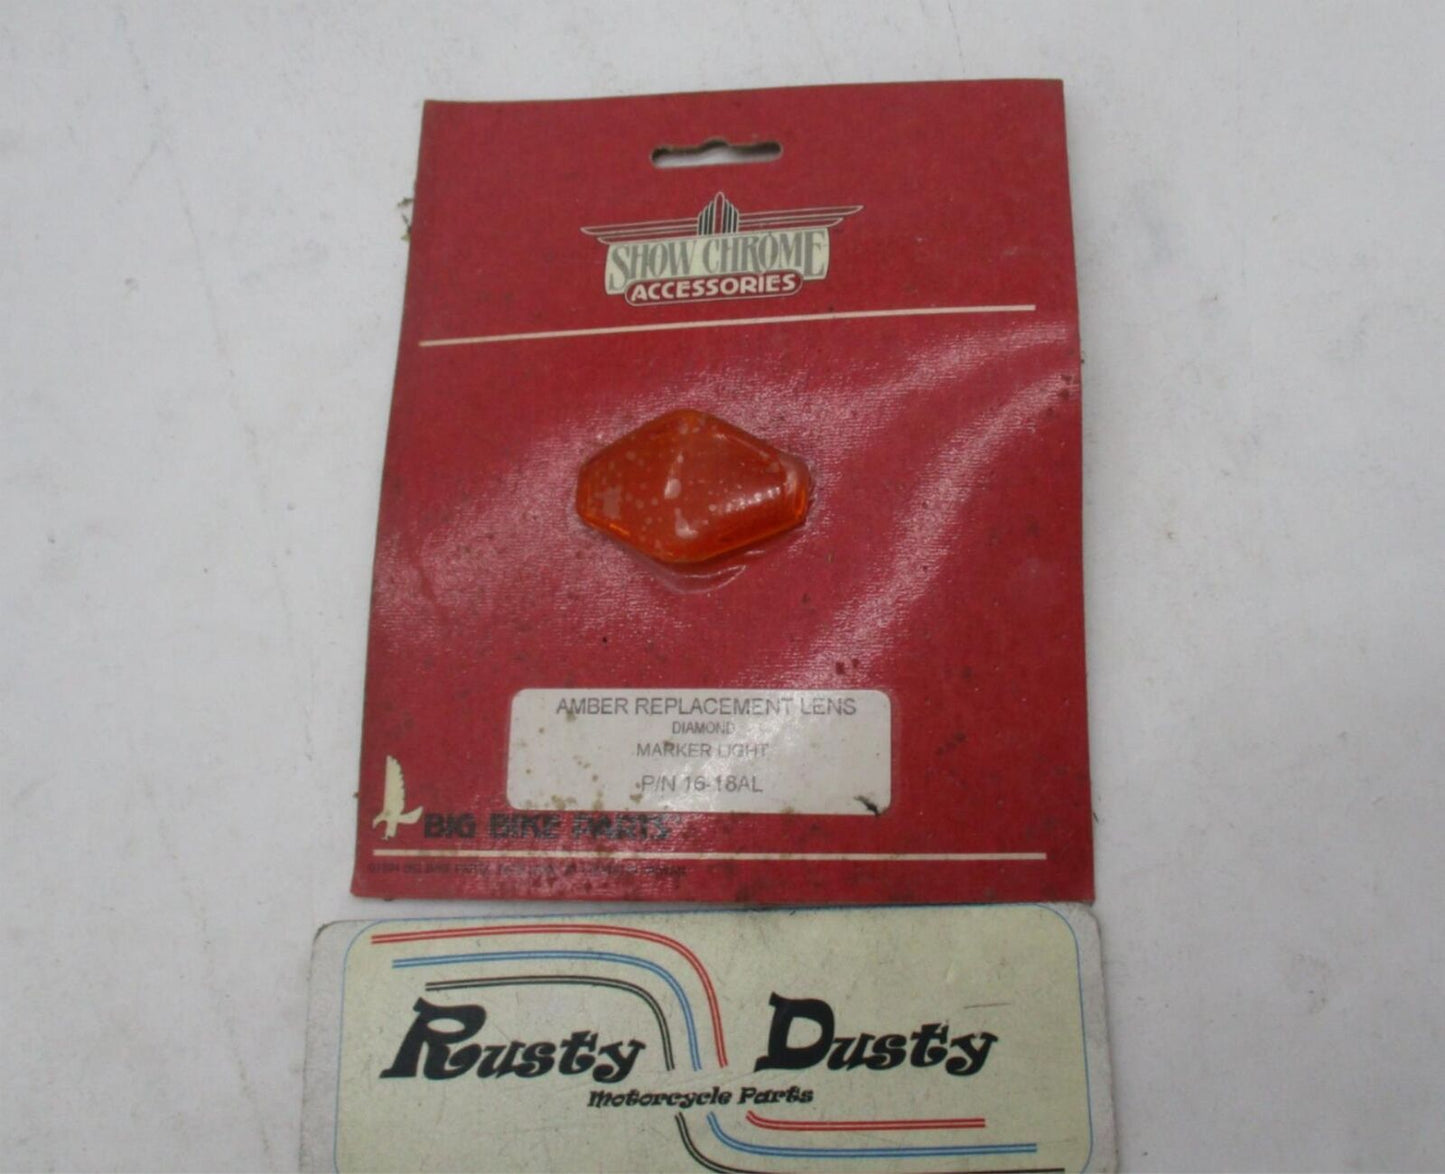 SHOW CHROME
ACCESSORIES
AMBER REPLACEMENT LENS
DIAMOND
MARKER LIGHT
P/N 16-18AL
BIG BIKE PARTS
Rusty Dusty
Motorcycle Parts